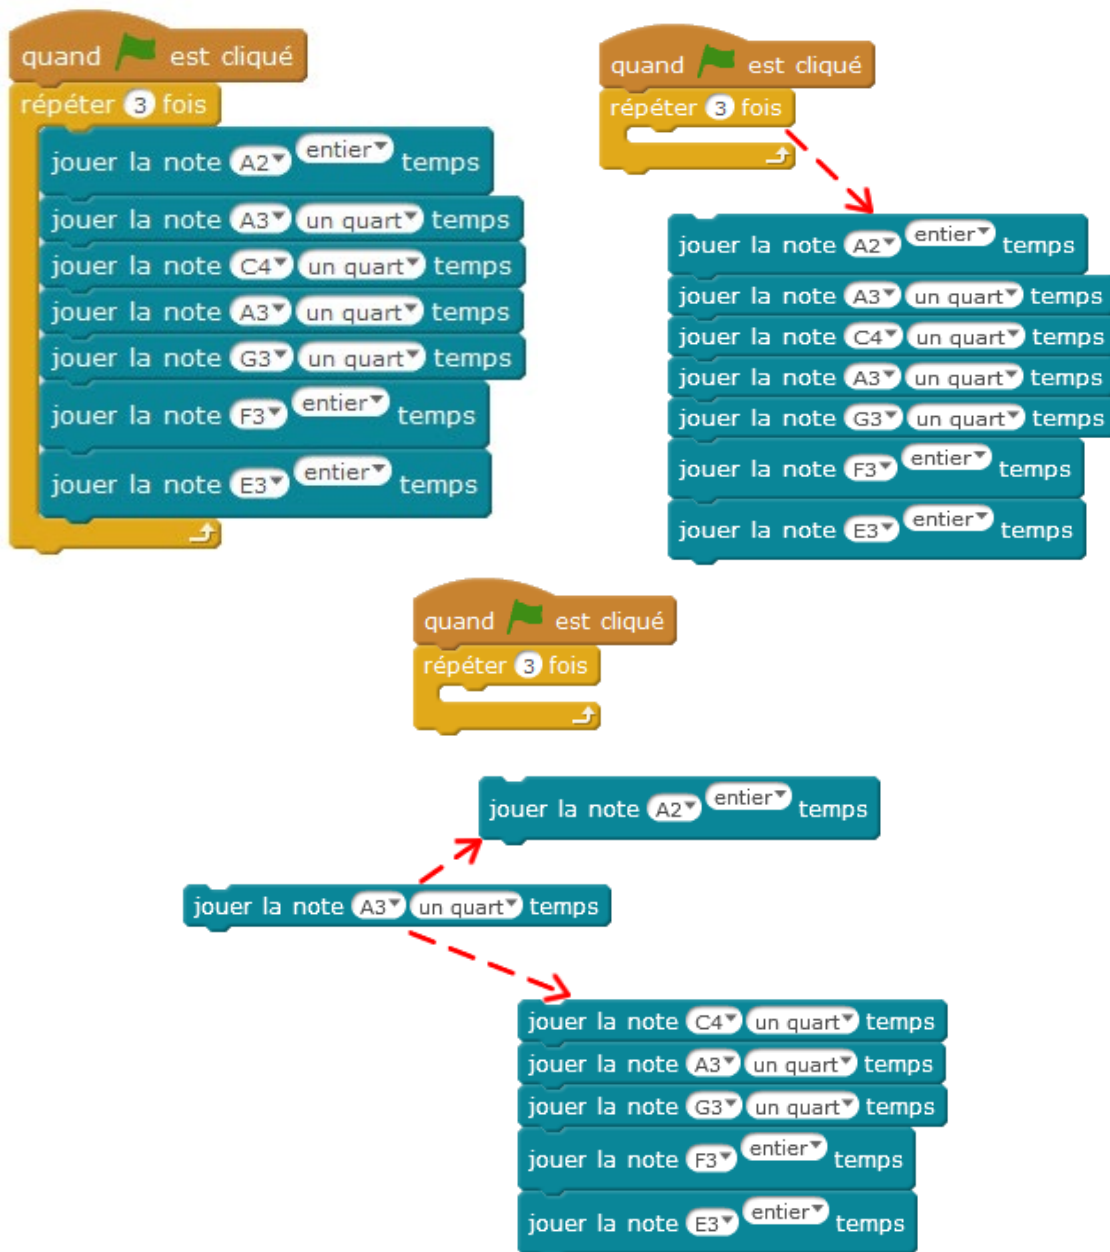 quand est cliqué
répéter 3 fois
jouer la note A2 entier temps
jouer la note A3 un quart temps
jouer la note C4 un quart temps
jouer la note A3 un quart temps
jouer la note G3 un quart temps
jouer la note F3 entier temps
jouer la note E3 entier temps
quand est cliqué
répéter 3 fois
jouer la note A2 entier temps
jouer la note A3 un quart temps
jouer la note C4 un quart temps
jouer la note A3 un quart temps
jouer la note G3 un quart temps
jouer la note F3 entier temps
jouer la note E3 entier temps
quand est cliqué
répéter 3 fois
jouer la note A2 entier temps
jouer la note A3 un quart temps
jouer la note C4 un quart temps
jouer la note A3 un quart temps
jouer la note G3 un quart temps
jouer la note F3 entier temps
jouer la note E3 entier temps